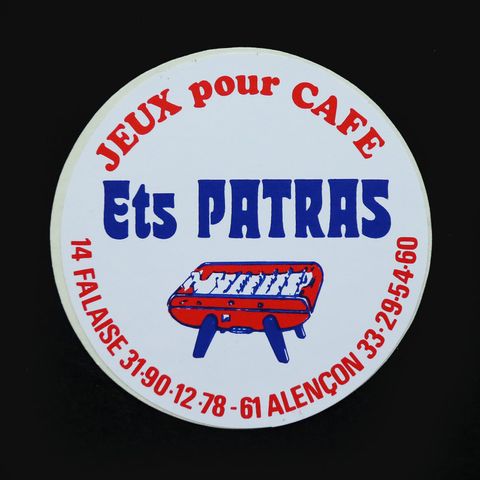 JEUX pour CAFE
Ets PATRAS
14 FALAISE 31·90·12·78 - 61 ALENÇON 33·29·54·60